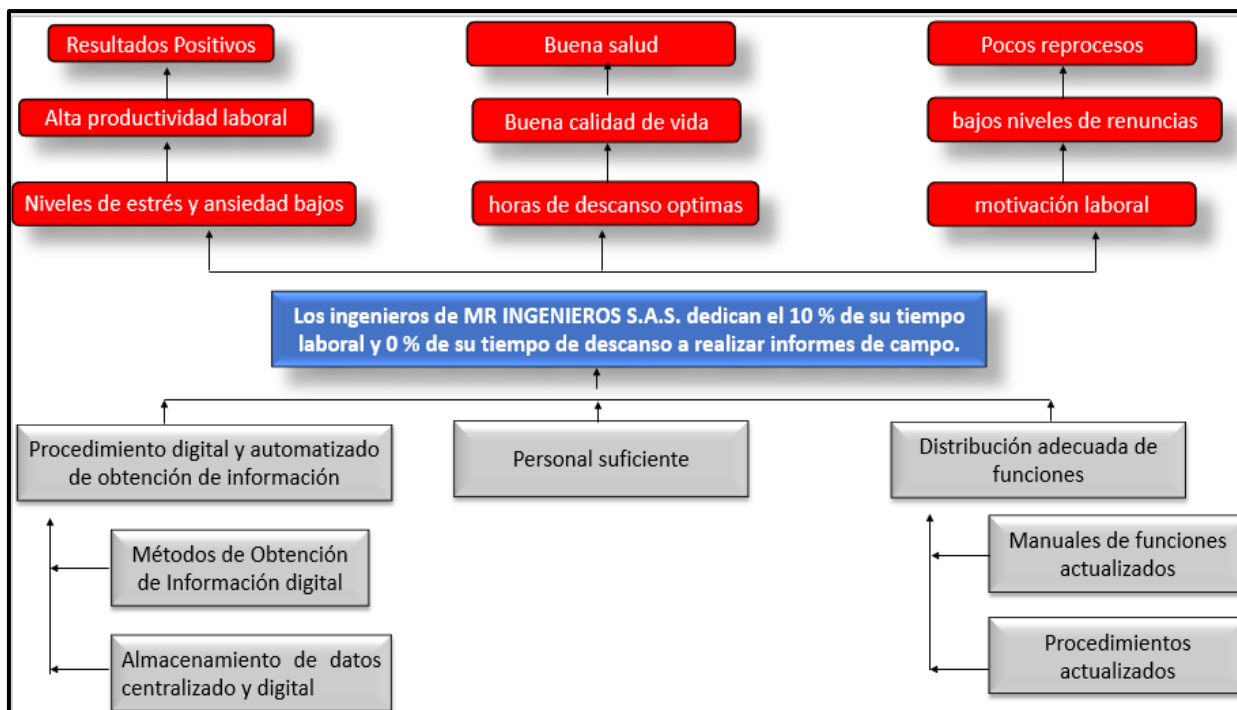 Resultados Positivos
Buena salud
Pocos reprocesos
Alta productividad laboral
Buena calidad de vida
bajos niveles de renuncias
Niveles de estrés y ansiedad bajos
horas de descanso optimas
motivación laboral
Los ingenieros de MR INGENIEROS S.A.S. dedican el 10 % de su tiempo
laboral y 0 % de su tiempo de descanso a realizar informes de campo.
Procedimiento digital y automatizado
de obtención de información
Personal suficiente
Distribución adecuada de
funciones
Métodos de Obtención
de Información digital
Manuales de funciones
actualizados
Almacenamiento de datos
centralizado y digital
Procedimientos
actualizados